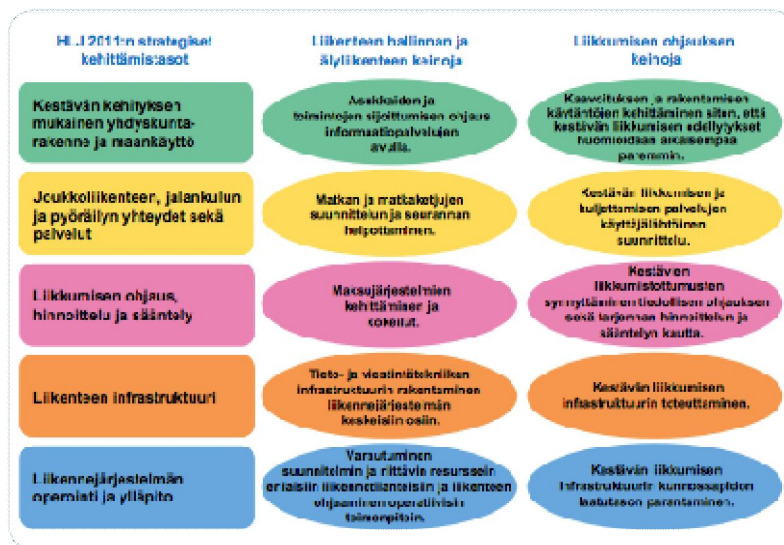 HLJ 2011:n strategiset
kehittämistasot
Liikenteen hallinnan ja
älyliikenteen keinoja
Liikkumisen ohjauksen
keinoja
Kestävän kehityksen
mukainen yhdyskunta-
rakenne ja maankäyttö
Asukkaiden ja
toimintojen sijoittumisen ohjaus
informaatiopalvelujen
avulla.
Kaavoituksen ja rakentamisen
käytäntöjen kehittäminen siten, että
kestävän liikkumisen edellytykset
huomioidaan aikaisempaa
paremmin.
Joukkoliikenteen, jalankulun
ja pyöräilyn yhteydet sekä
palvelut
Matkan ja matkaketjujen
suunnittelun ja seurannan
helpottaminen.
Kestävän liikkumisen ja
kuljettamisen palvelujen
käyttäjälähtöinen
suunnittelu.
Liikkumisen ohjaus,
hinnoittelu ja sääntely
Maksujärjestelmien
kehittäminen ja
kokeilut.
Kestävien
liikkumistottumusten
synnyttäminen tiedollisen ohjauksen
sekä tarjonnan hinnoittelun ja
sääntelyn kautta.
Liikenteen infrastruktuuri
Tieto- ja viestintätekniikan
infrastruktuurin rakentaminen
liikennejärjestelmän
keskeisiin osiin.
Kestävän liikkumisen
infrastruktuurin toteuttaminen.
Liikennejärjestelmän
operointi ja ylläpito
Varautuminen
suunnitelmin ja riittävin resurssein
erilaisiin liikennetilanteisiin ja liikenteen
ohjaaminen operatiivisin
toimenpitein.
Kestävän liikkumisen
infrastruktuurin kunnossapidon
laatutason parantaminen.